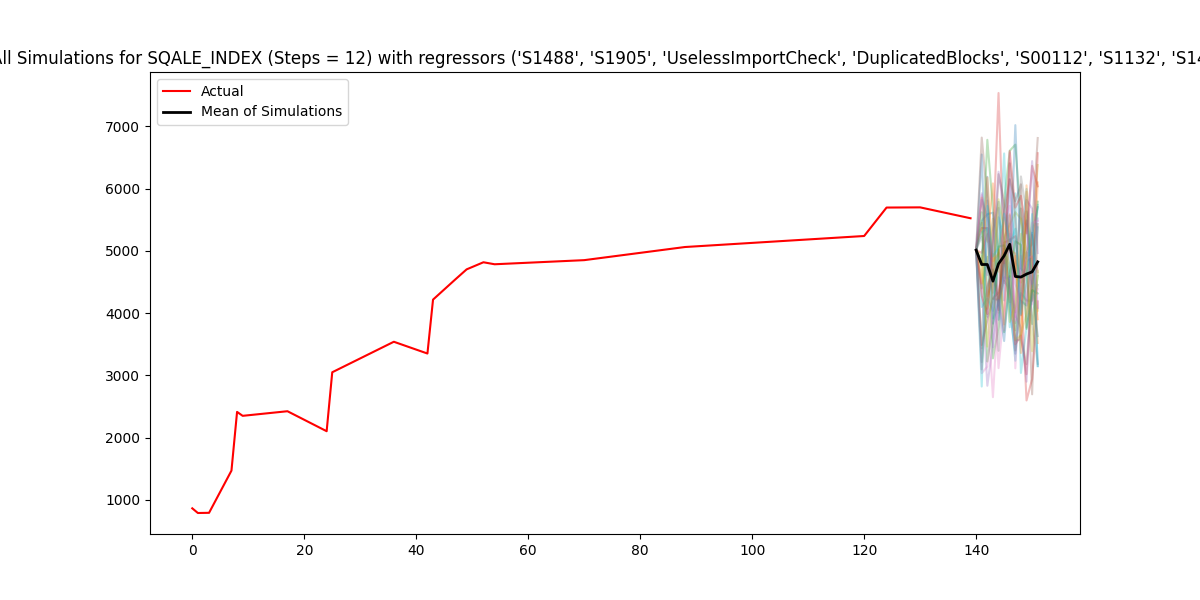 All Simulations for SQALE_INDEX (Steps = 12) with regressors ('S1488', 'S1905', 'UselessImportCheck', 'DuplicatedBlocks', 'S00112', 'S1132', 'S14
Actual
Mean of Simulations
7000
6000
5000
4000
3000
2000
1000
0 20 40 60 80 100 120 140